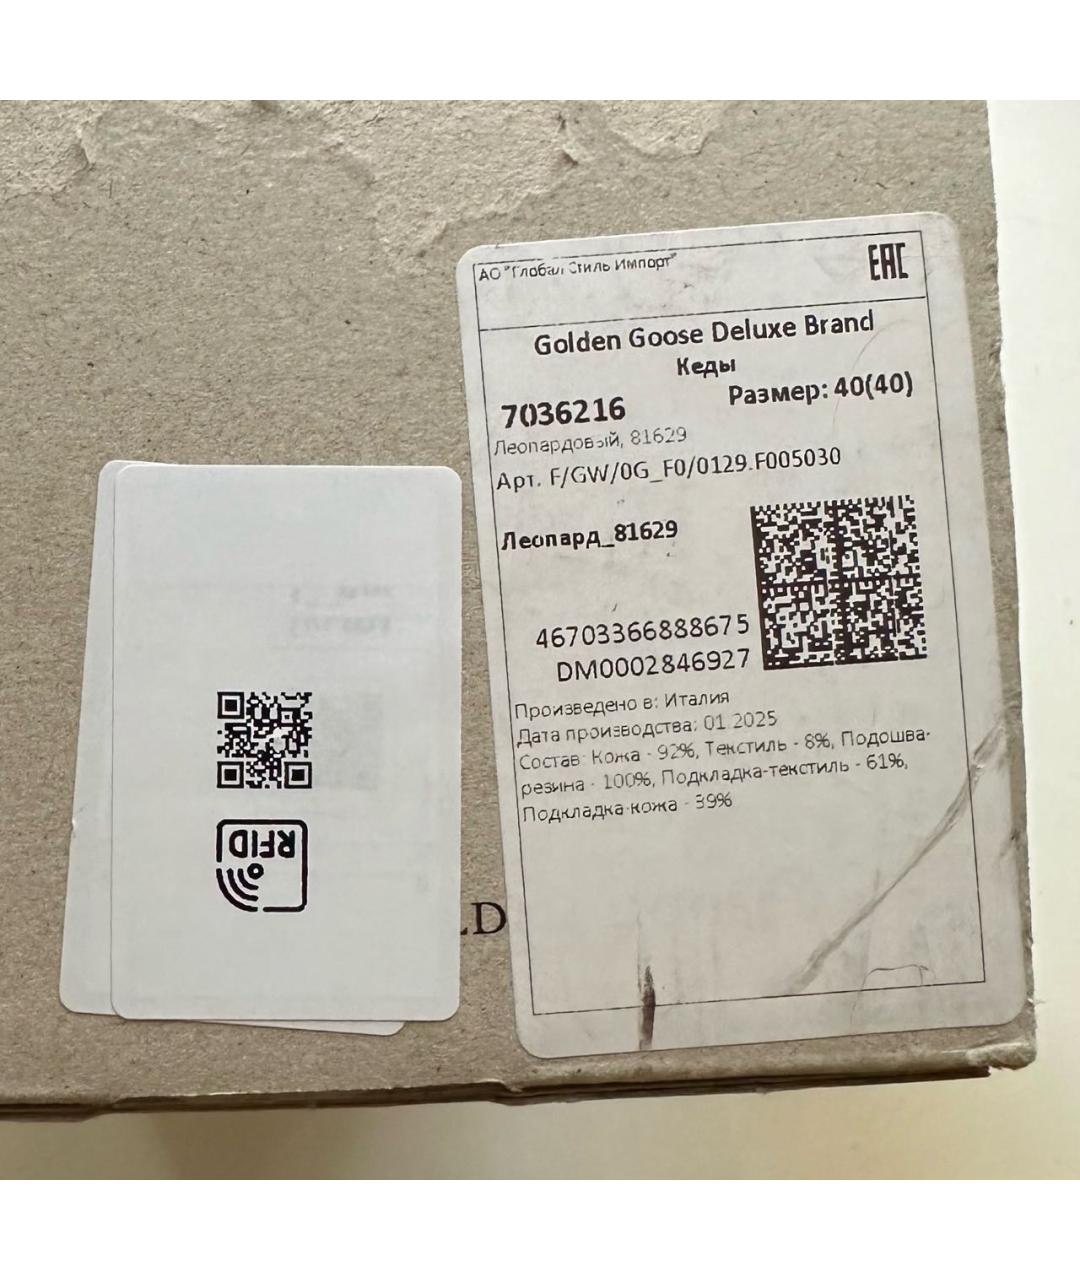 АО "Глобал Стиль Импорт"
EAC
Golden Goose Deluxe Brand
Кеды
7036216
Размер: 40(40)
Леопардовый, 81629
Арт. F/GW/0G_F0/0129.F005030
Леопард_81629
46703366888675
DM0002846927
Произведено в: Италия
Дата производства: 01.2025
Состав: Кожа - 92%, Текстиль - 8%, Подошва-
резина - 100%, Подкладка-текстиль - 61%,
Подкладка-кожа - 39%
RFID
LD